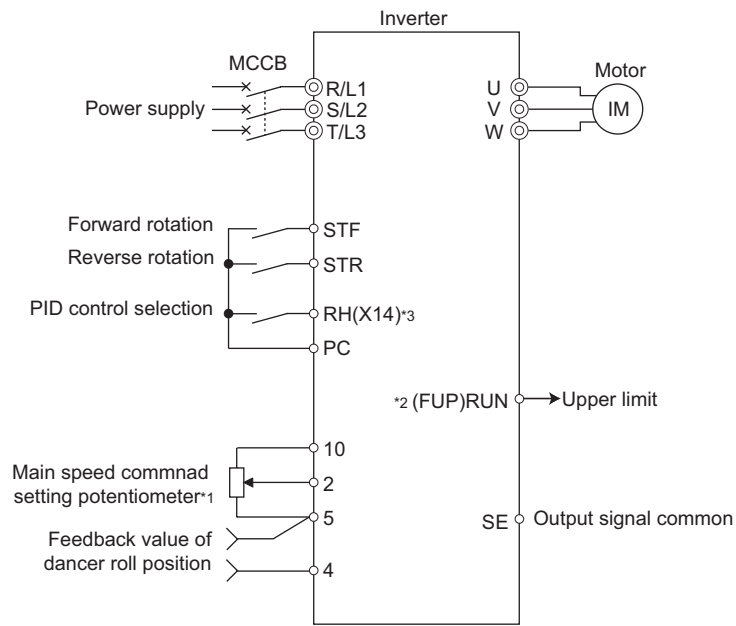 Inverter
MCCB
Power supply
R/L1
S/L2
T/L3
U
V
W
Motor
IM
Forward rotation
STF
Reverse rotation
STR
PID control selection
RH(X14)*3
PC
*2 (FUP)RUN
Upper limit
10
Main speed commnad
setting potentiometer*1
2
5
Feedback value of
dancer roll position
4
SE
Output signal common